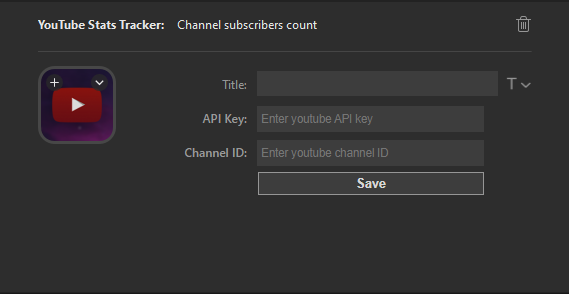 YouTube Stats Tracker: Channel subscribers count
Title:
T
API Key: Enter youtube API key
Channel ID: Enter youtube channel ID
Save